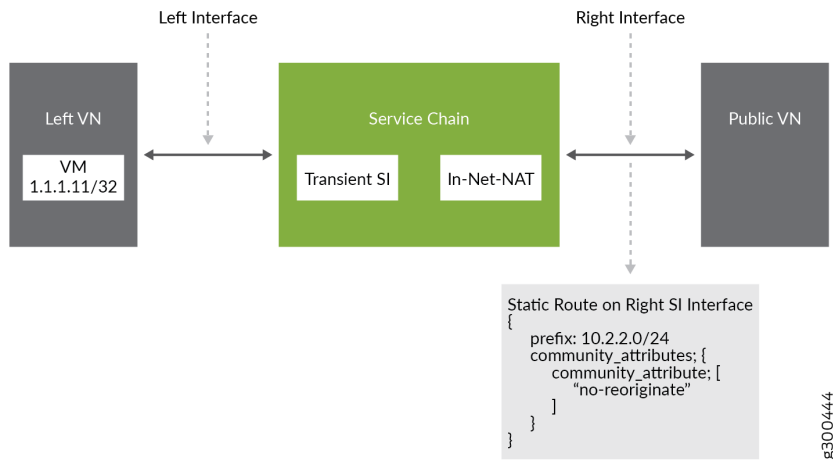 Left Interface
Right Interface
Left VN
Service Chain
Public VN
VM
1.1.1.11/32
Transient SI
In-Net-NAT
Static Route on Right SI Interface
{
prefix: 10.2.2.0/24
community_attributes; {
community_attribute; [
“no-reoriginate”
]
}
}
g300444